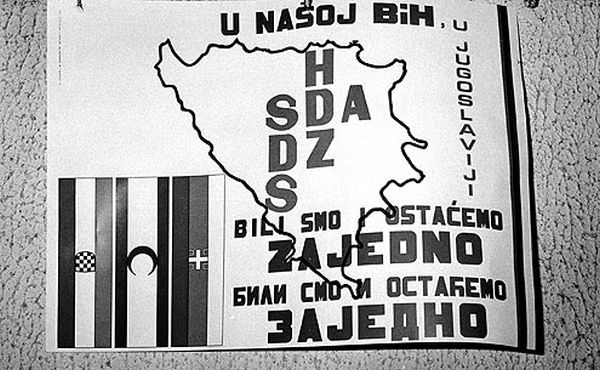 U NAŠOJ BiH,
U JUGOSLAVIJI
HDZ
SDA
SDS
BILI SMO I OSTAĆEMO
ZAJEDNO
БИЛИ СМО И ОСТАЋЕМО
ЗАЈЕДНО